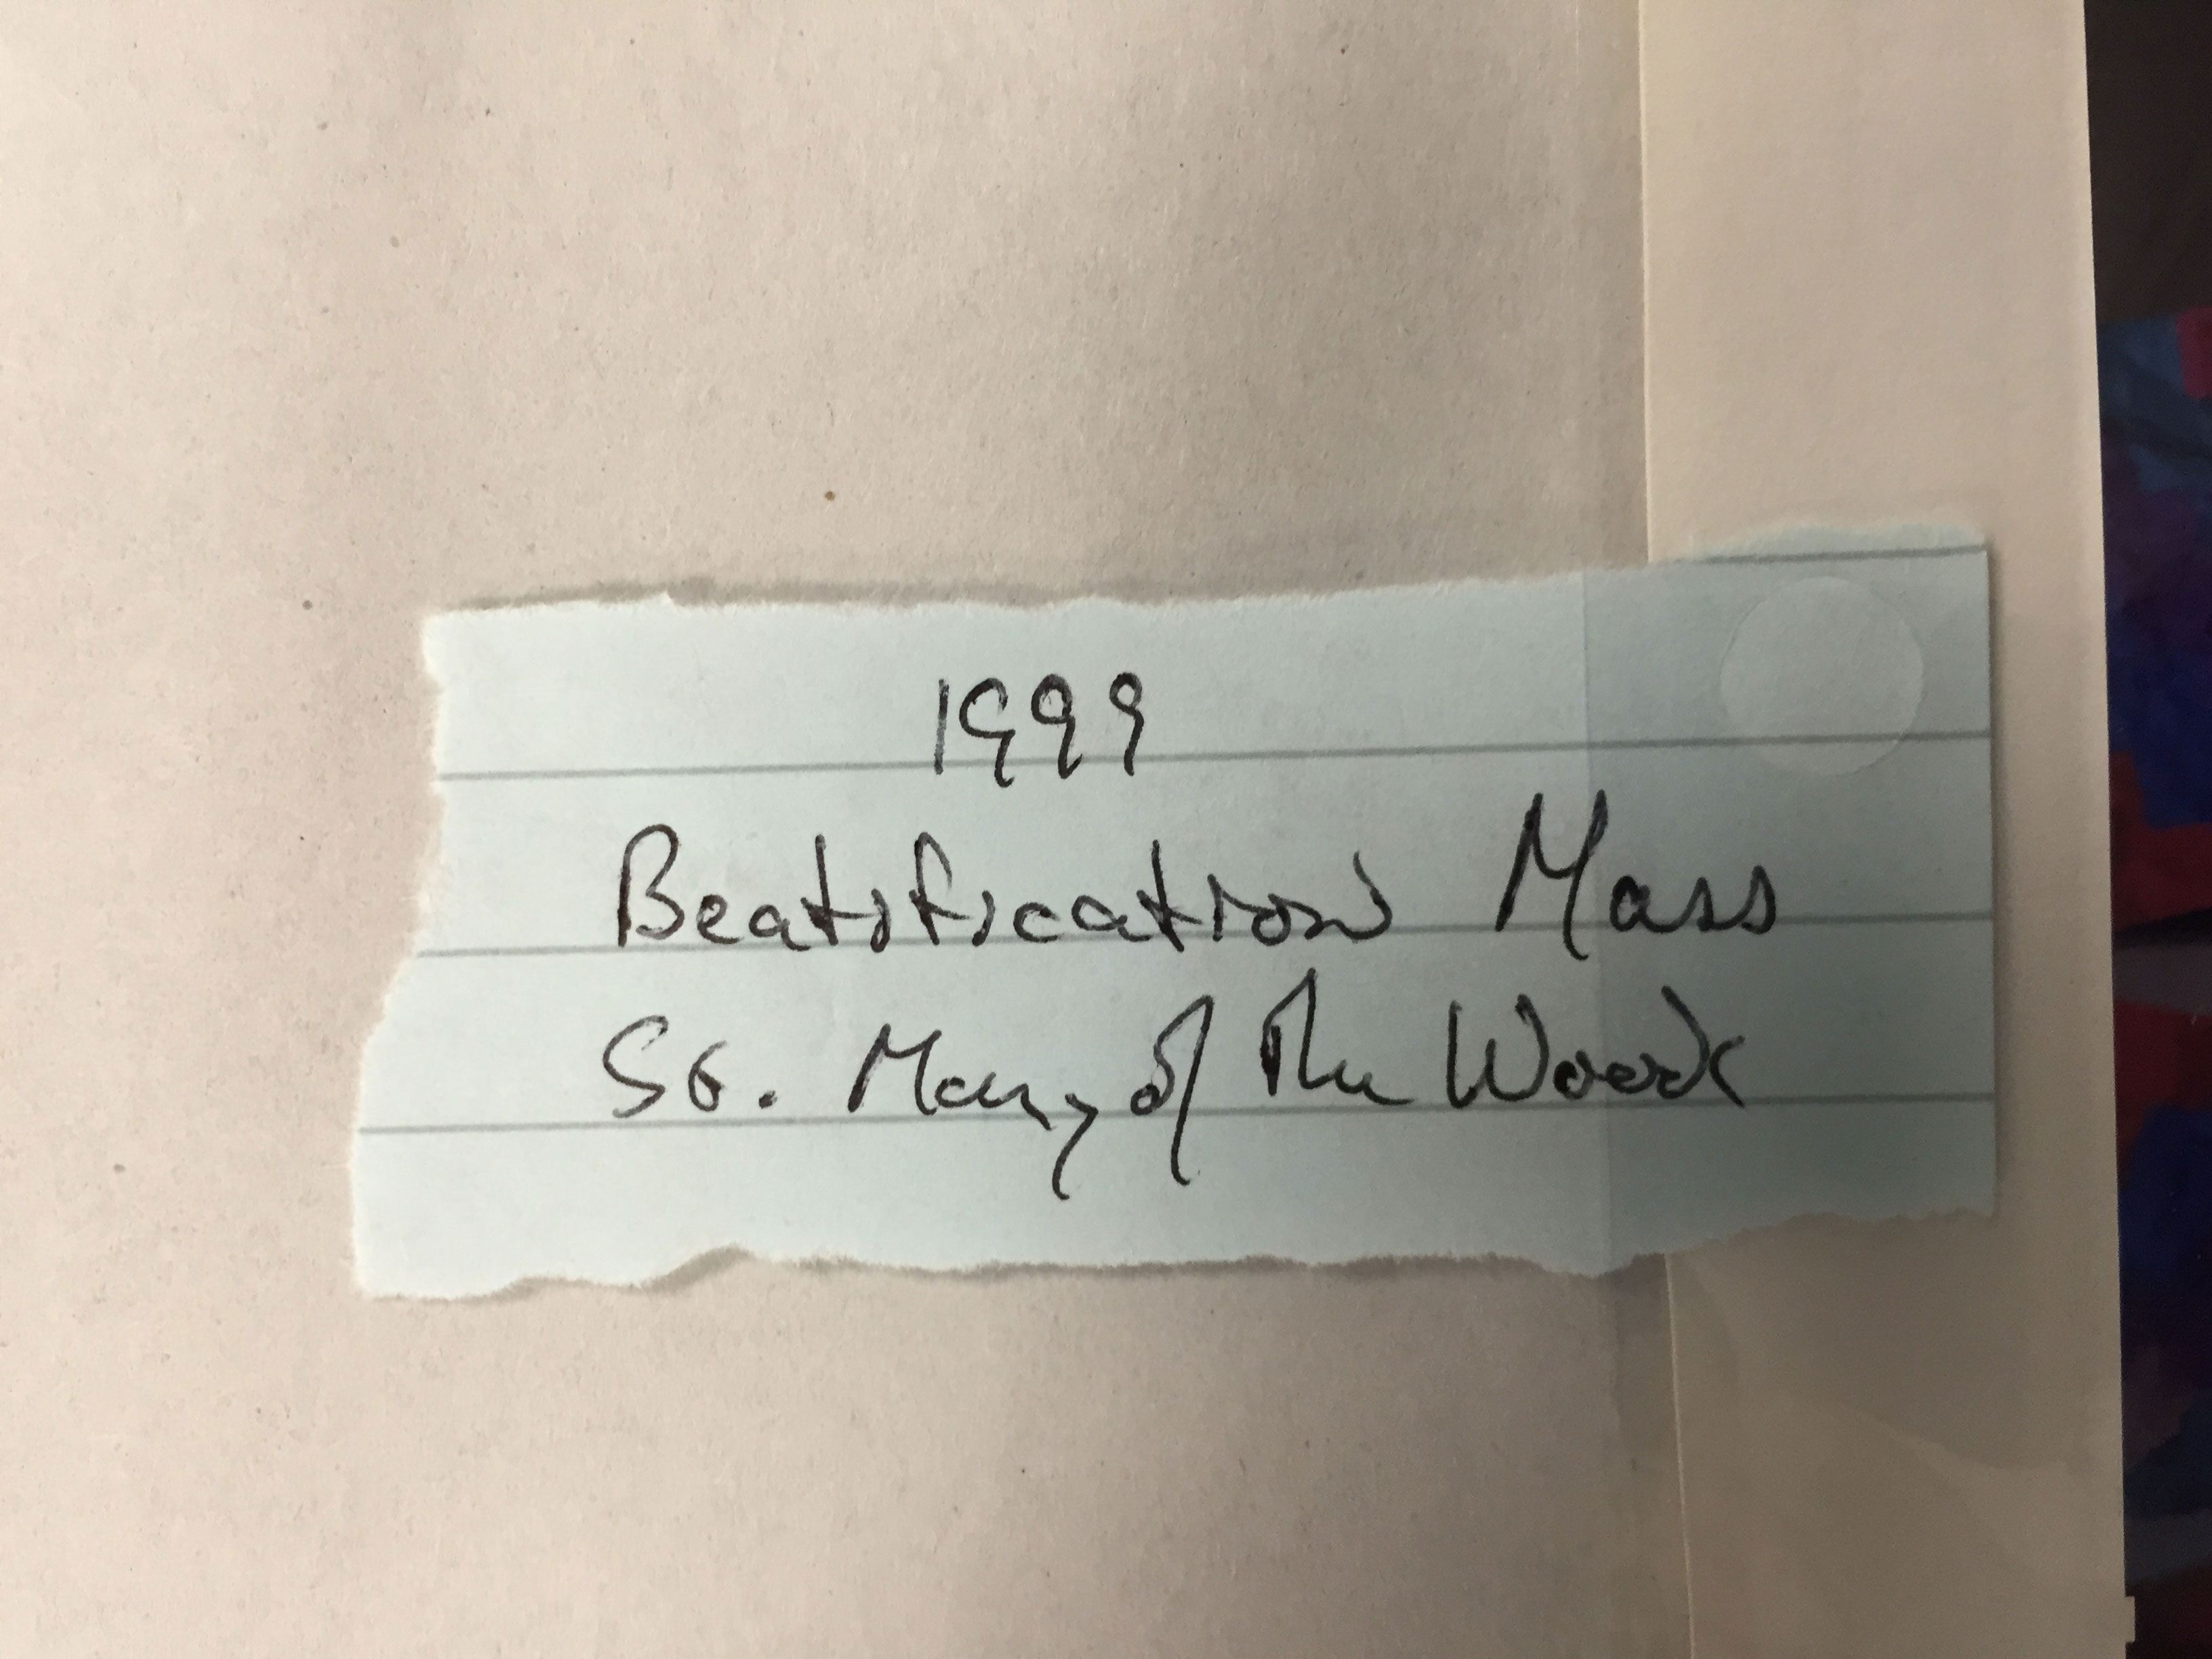 1999
Beatification Mass
St. Mary of The Woods